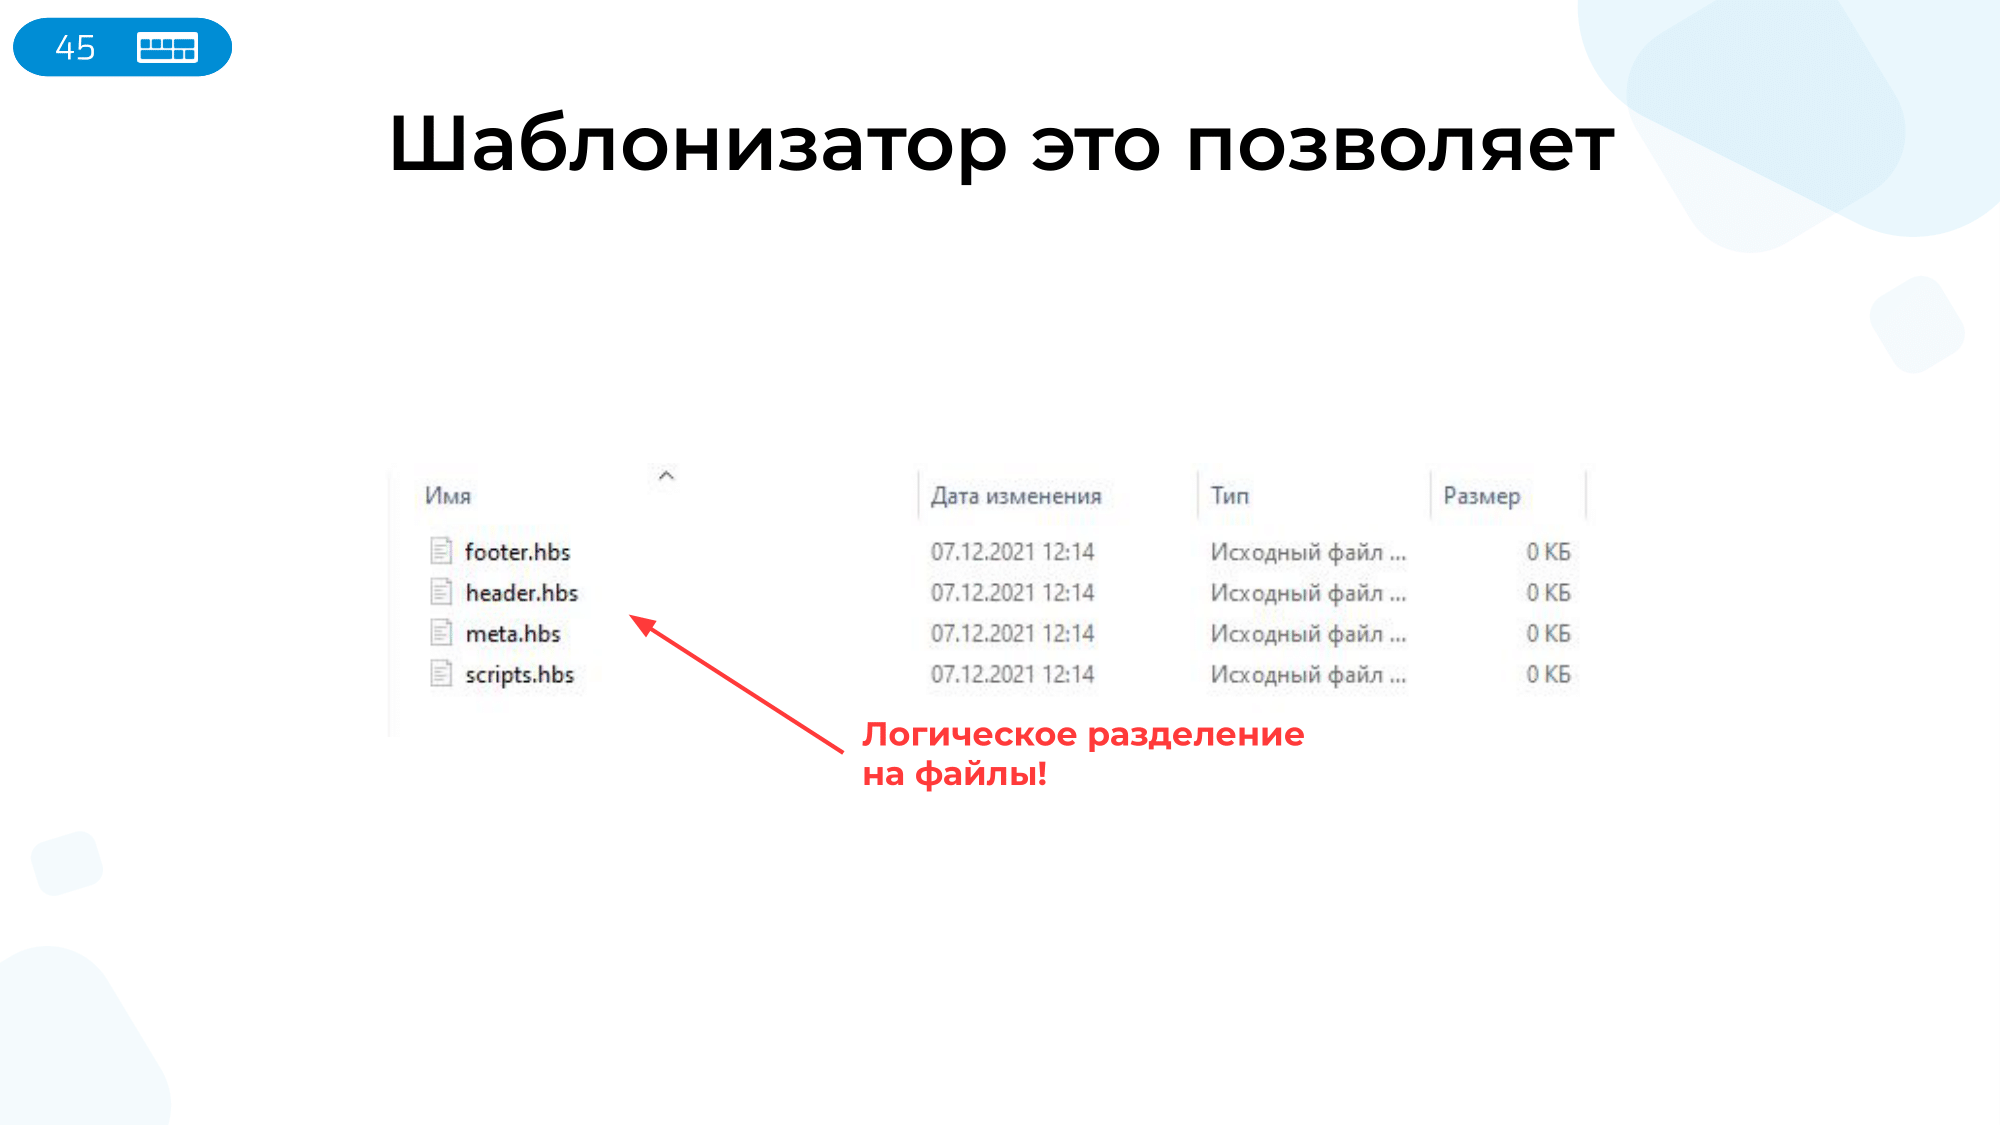 45
Шаблонизатор это позволяет
Имя Дата изменения Тип Размер
footer.hbs 07.12.2021 12:14 Исходный файл ... 0 КБ
header.hbs 07.12.2021 12:14 Исходный файл ... 0 КБ
meta.hbs 07.12.2021 12:14 Исходный файл ... 0 КБ
scripts.hbs 07.12.2021 12:14 Исходный файл ... 0 КБ
Логическое разделение
на файлы!